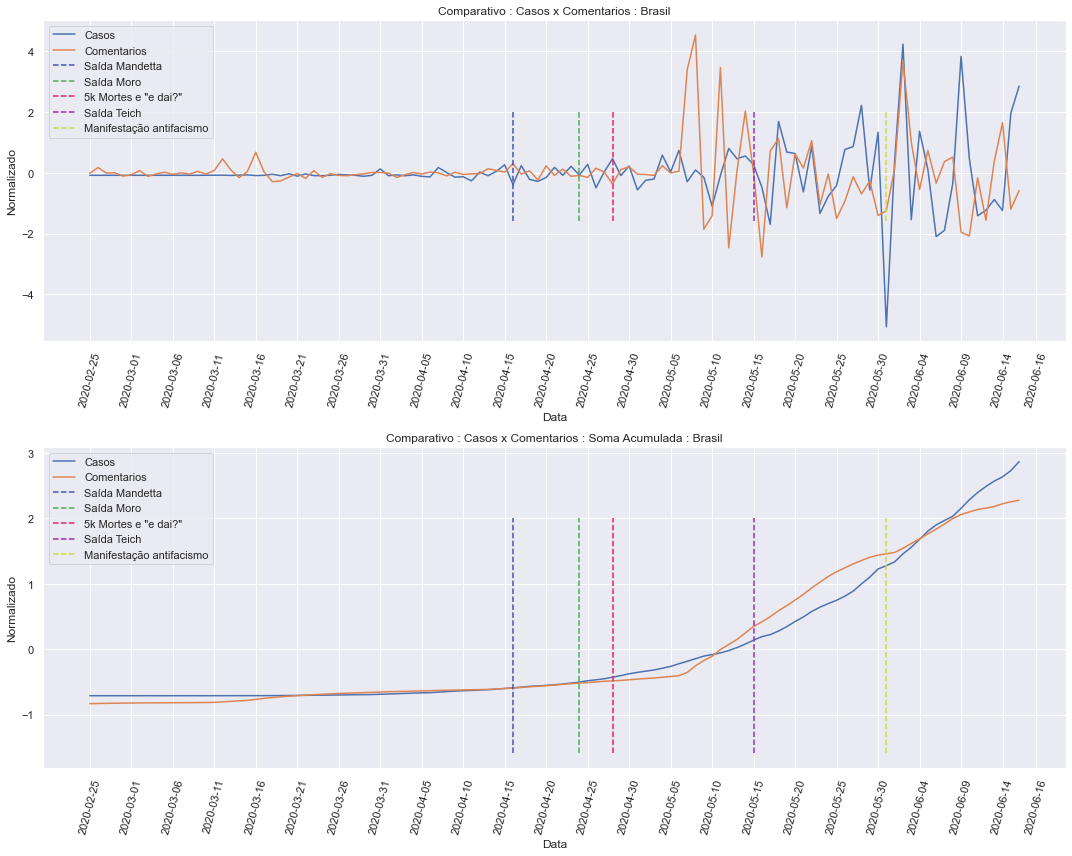 Comparativo : Casos x Comentarios : Brasil
Casos
Comentarios
Saída Mandetta
Saída Moro
5k Mortes e "e dai?"
Saída Teich
Manifestação antifacismo
Normalizado
4
2
0
−2
−4
2020-02-25
2020-03-01
2020-03-06
2020-03-11
2020-03-16
2020-03-21
2020-03-26
2020-03-31
2020-04-05
2020-04-10
2020-04-15
2020-04-20
2020-04-25
2020-04-30
2020-05-05
2020-05-10
2020-05-15
2020-05-20
2020-05-25
2020-05-30
2020-06-04
2020-06-09
2020-06-14
2020-06-16
Data
Comparativo : Casos x Comentarios : Soma Acumulada : Brasil
Casos
Comentarios
Saída Mandetta
Saída Moro
5k Mortes e "e dai?"
Saída Teich
Manifestação antifacismo
Normalizado
3
2
1
0
−1
2020-02-25
2020-03-01
2020-03-06
2020-03-11
2020-03-16
2020-03-21
2020-03-26
2020-03-31
2020-04-05
2020-04-10
2020-04-15
2020-04-20
2020-04-25
2020-04-30
2020-05-05
2020-05-10
2020-05-15
2020-05-20
2020-05-25
2020-05-30
2020-06-04
2020-06-09
2020-06-14
2020-06-16
Data